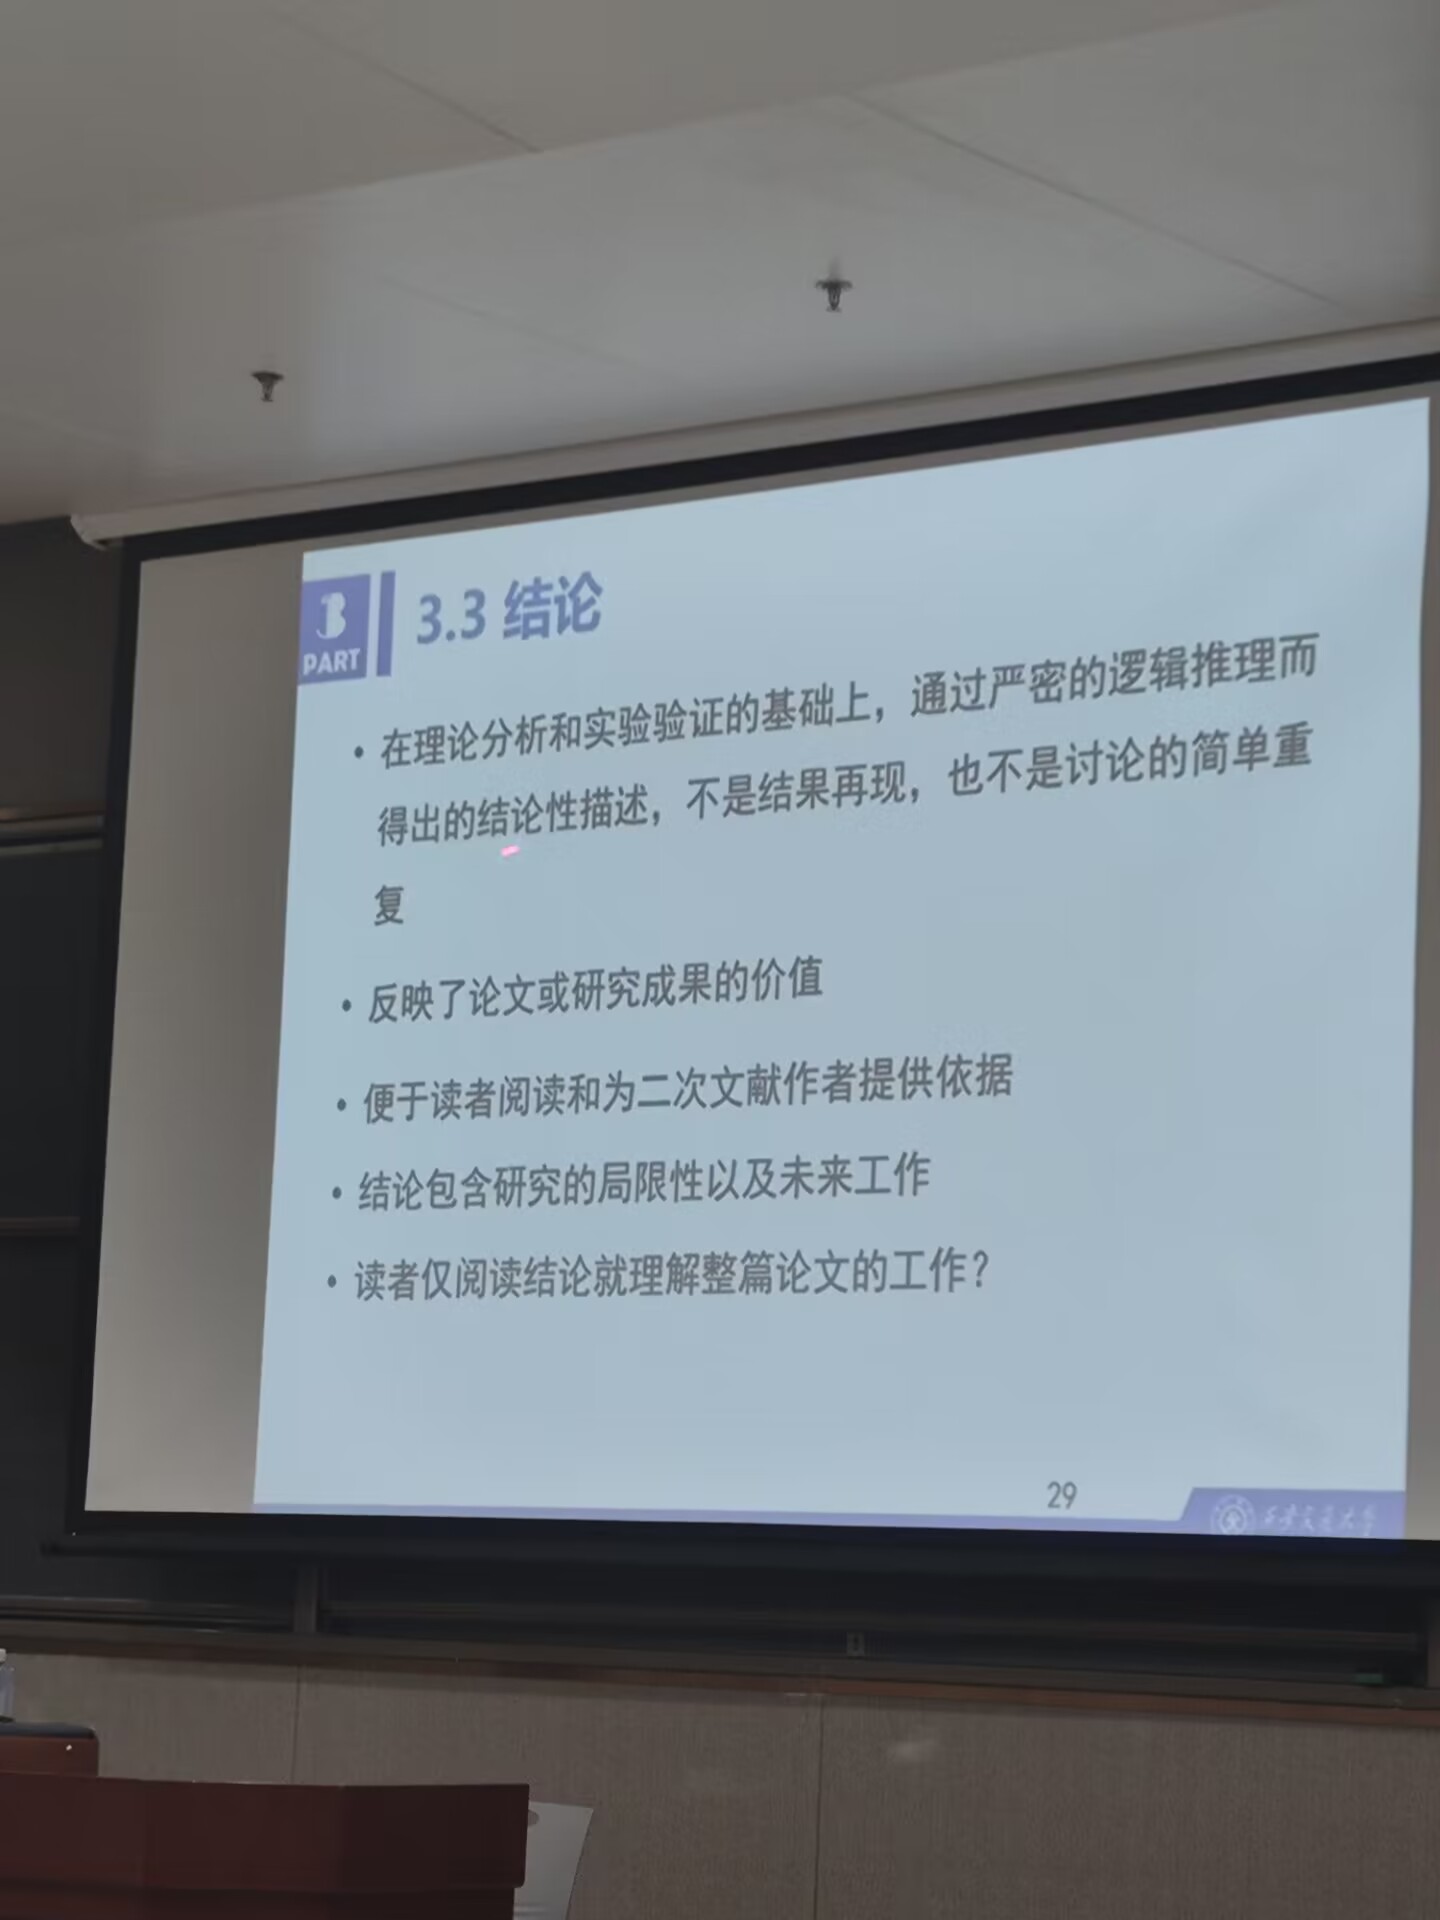 3
PART
3.3 结论
• 在理论分析和实验验证的基础上，通过严密的逻辑推理而
得出的结论性描述，不是结果再现，也不是讨论的简单重
复
• 反映了论文或研究成果的价值
• 便于读者阅读和为二次文献作者提供依据
• 结论包含研究的局限性以及未来工作
• 读者仅阅读结论就理解整篇论文的工作？
29
西安交通大学